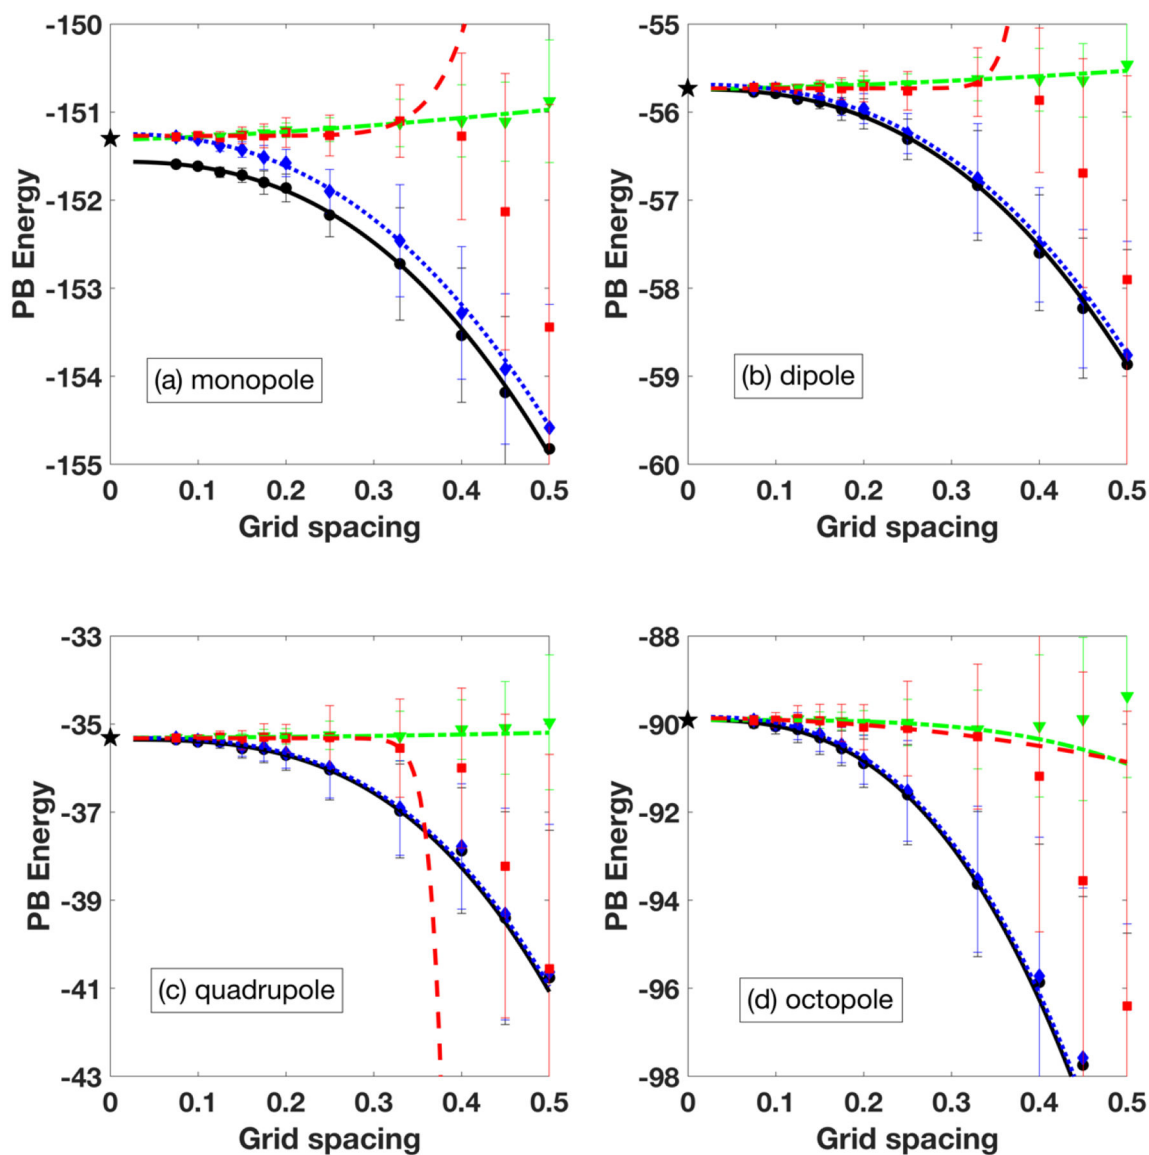 -150
-151
-152
-153
-154
-155
PB Energy
(a) monopole
0 0.1 0.2 0.3 0.4 0.5
Grid spacing
-55
-56
-57
-58
-59
-60
PB Energy
(b) dipole
0 0.1 0.2 0.3 0.4 0.5
Grid spacing
-33
-35
-37
-39
-41
-43
PB Energy
(c) quadrupole
0 0.1 0.2 0.3 0.4 0.5
Grid spacing
-88
-90
-92
-94
-96
-98
PB Energy
(d) octopole
0 0.1 0.2 0.3 0.4 0.5
Grid spacing